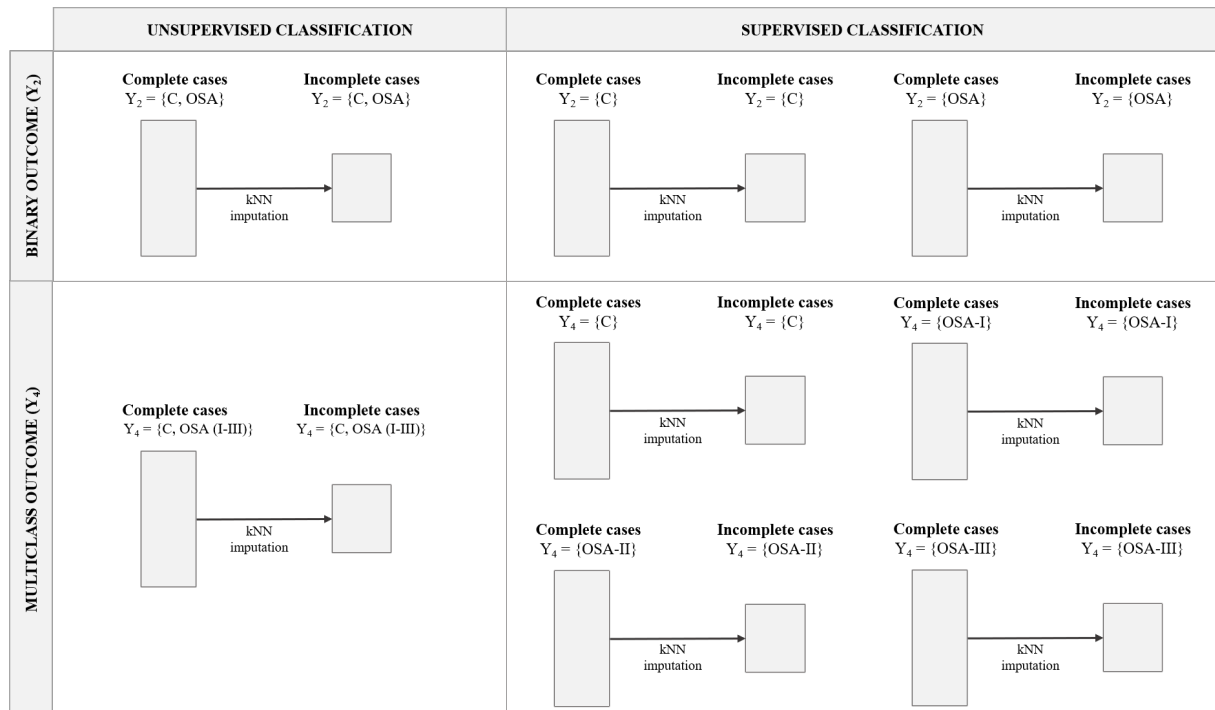 UNSUPERVISED CLASSIFICATION
SUPERVISED CLASSIFICATION
BINARY OUTCOME (Y₂)
Complete cases
Y₂ = {C, OSA}
Incomplete cases
Y₂ = {C, OSA}
kNN
imputation
Complete cases
Y₂ = {C}
Incomplete cases
Y₂ = {C}
kNN
imputation
Complete cases
Y₂ = {OSA}
Incomplete cases
Y₂ = {OSA}
kNN
imputation
MULTICLASS OUTCOME (Y₄)
Complete cases
Y₄ = {C, OSA (I-III)}
Incomplete cases
Y₄ = {C, OSA (I-III)}
kNN
imputation
Complete cases
Y₄ = {C}
Incomplete cases
Y₄ = {C}
kNN
imputation
Complete cases
Y₄ = {OSA-I}
Incomplete cases
Y₄ = {OSA-I}
kNN
imputation
Complete cases
Y₄ = {OSA-II}
Incomplete cases
Y₄ = {OSA-II}
kNN
imputation
Complete cases
Y₄ = {OSA-III}
Incomplete cases
Y₄ = {OSA-III}
kNN
imputation